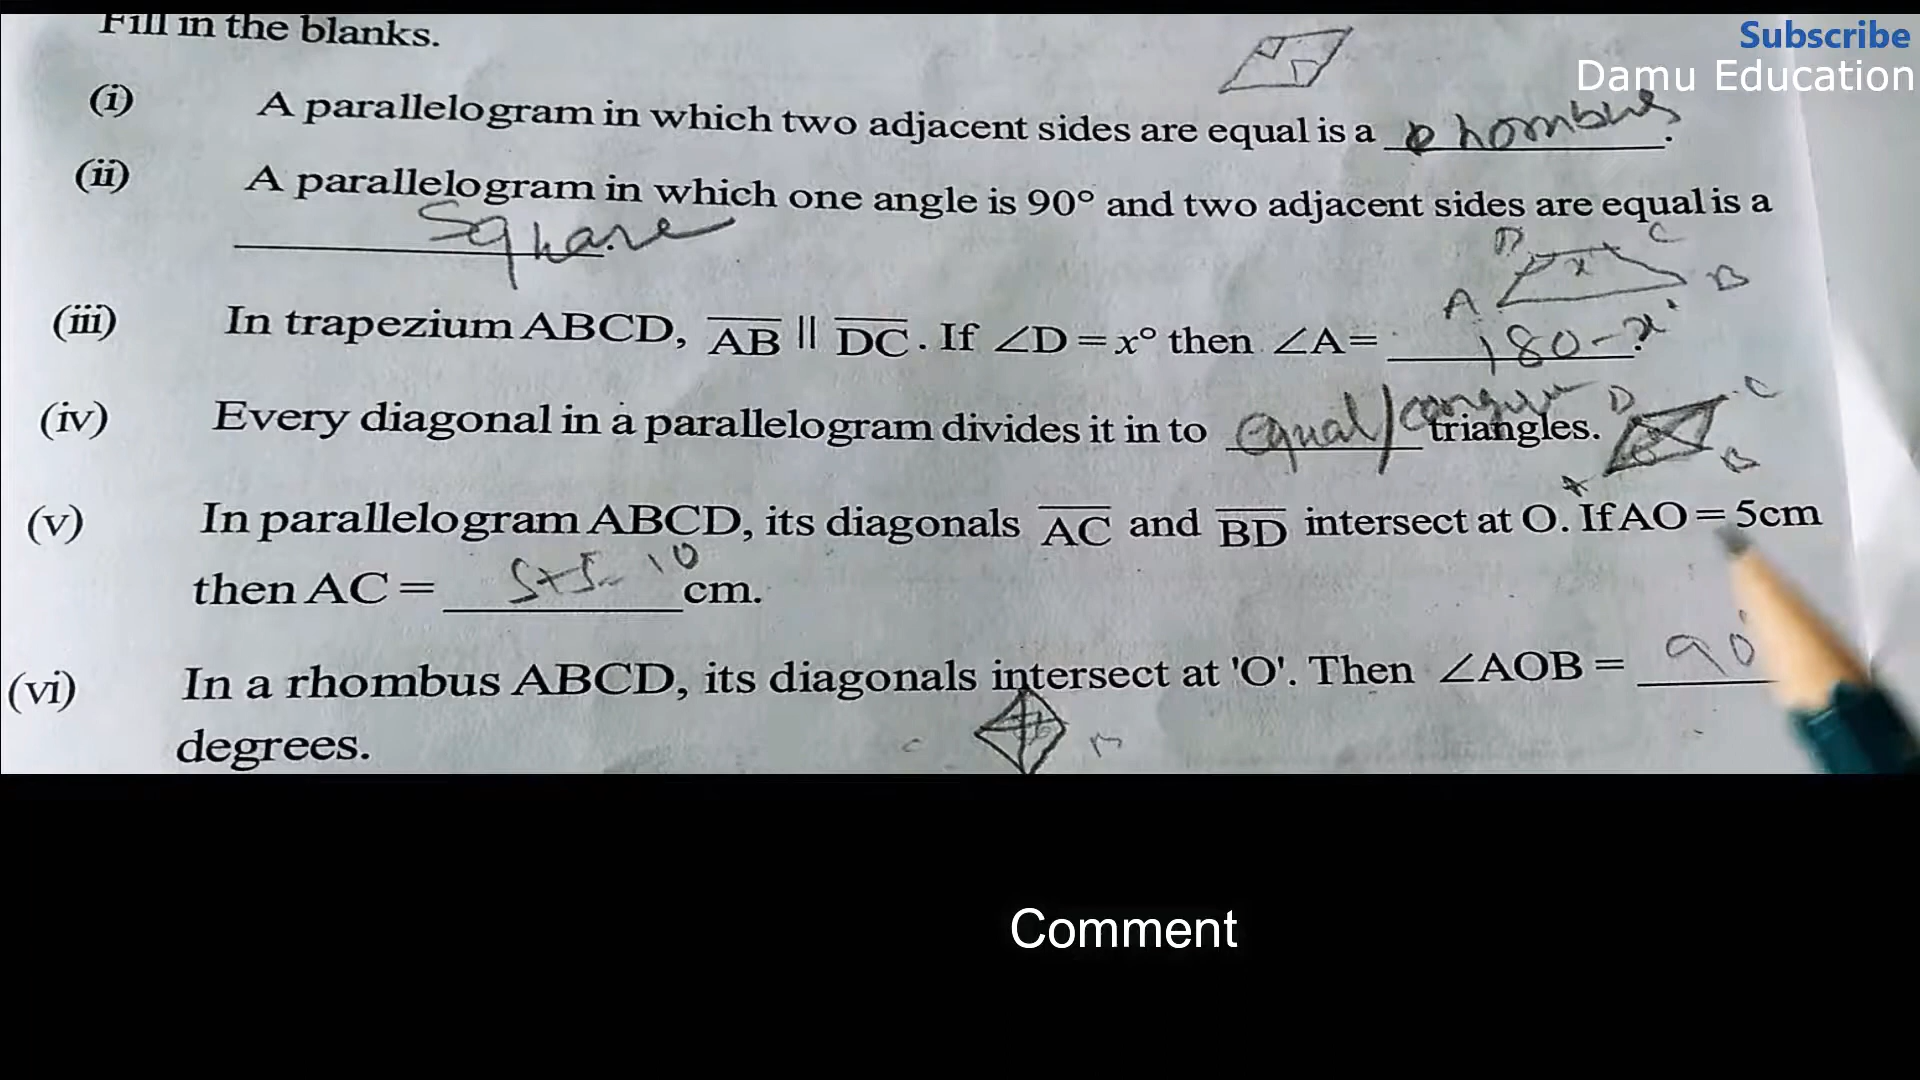 Fill in the blanks.
Subscribe
Damu Education
(i) A parallelogram in which two adjacent sides are equal is a rhombus.
(ii) A parallelogram in which one angle is 90° and two adjacent sides are equal is a
Square
D C
A B
(iii) In trapezium ABCD, AB || DC. If ∠D = x° then ∠A = 180-x°
(iv) Every diagonal in a parallelogram divides it in to equal/ triangles.
D C
A B
(v) In parallelogram ABCD, its diagonals AC and BD intersect at O. If AO = 5cm
then AC = 5+5=10 cm.
(vi) In a rhombus ABCD, its diagonals intersect at 'O'. Then ∠AOB = 90°
degrees.
Comment